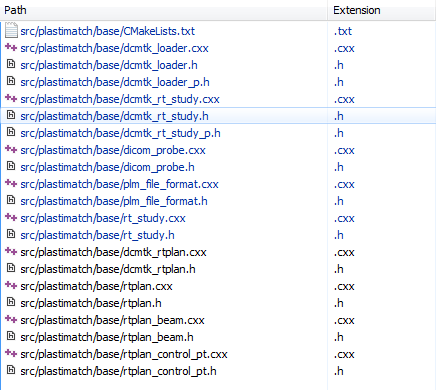 Path Extension
src/plastimatch/base/CMakeLists.txt .txt
src/plastimatch/base/dcmtk_loader.cxx .cxx
src/plastimatch/base/dcmtk_loader.h .h
src/plastimatch/base/dcmtk_loader_p.h .h
src/plastimatch/base/dcmtk_rt_study.cxx .cxx
src/plastimatch/base/dcmtk_rt_study.h .h
src/plastimatch/base/dcmtk_rt_study_p.h .h
src/plastimatch/base/dicom_probe.cxx .cxx
src/plastimatch/base/dicom_probe.h .h
src/plastimatch/base/plm_file_format.cxx .cxx
src/plastimatch/base/plm_file_format.h .h
src/plastimatch/base/rt_study.cxx .cxx
src/plastimatch/base/rt_study.h .h
src/plastimatch/base/dcmtk_rtplan.cxx .cxx
src/plastimatch/base/dcmtk_rtplan.h .h
src/plastimatch/base/rtplan.cxx .cxx
src/plastimatch/base/rtplan.h .h
src/plastimatch/base/rtplan_beam.cxx .cxx
src/plastimatch/base/rtplan_beam.h .h
src/plastimatch/base/rtplan_control_pt.cxx .cxx
src/plastimatch/base/rtplan_control_pt.h .h